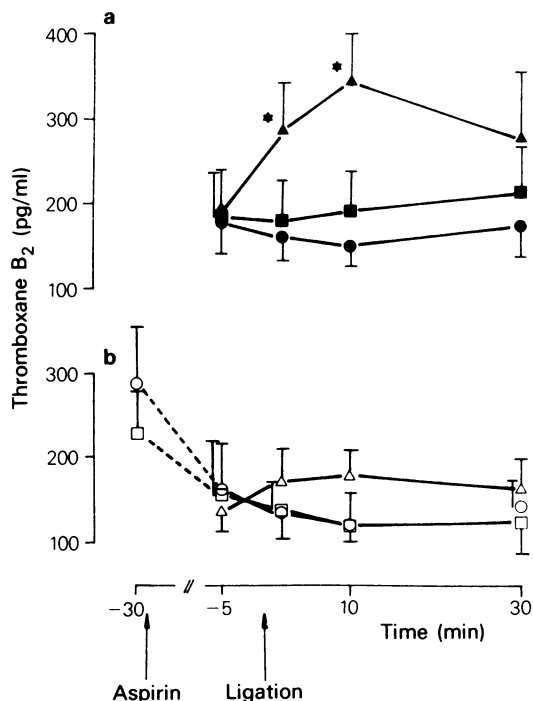 a
400
300
200
100
Thromboxane B2 (pg/ml)
b
300
200
100
−30 −5 10 30
Time (min)
Aspirin Ligation